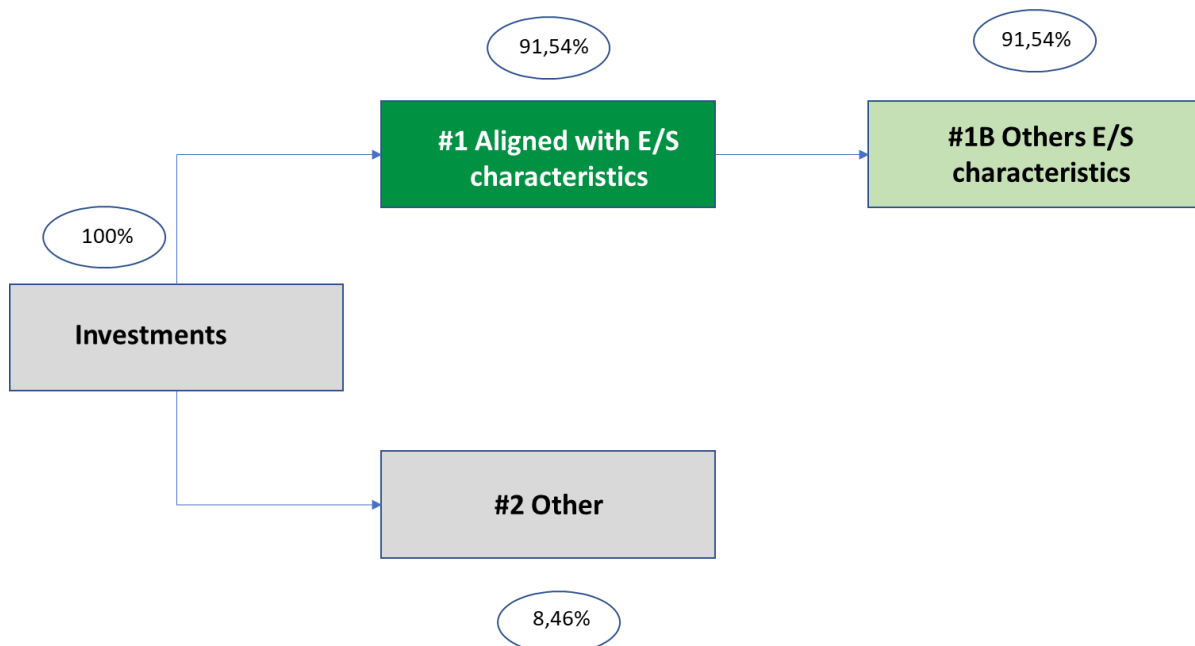 91,54%
91,54%
#1 Aligned with E/S
characteristics
#1B Others E/S
characteristics
100%
Investments
#2 Other
8,46%